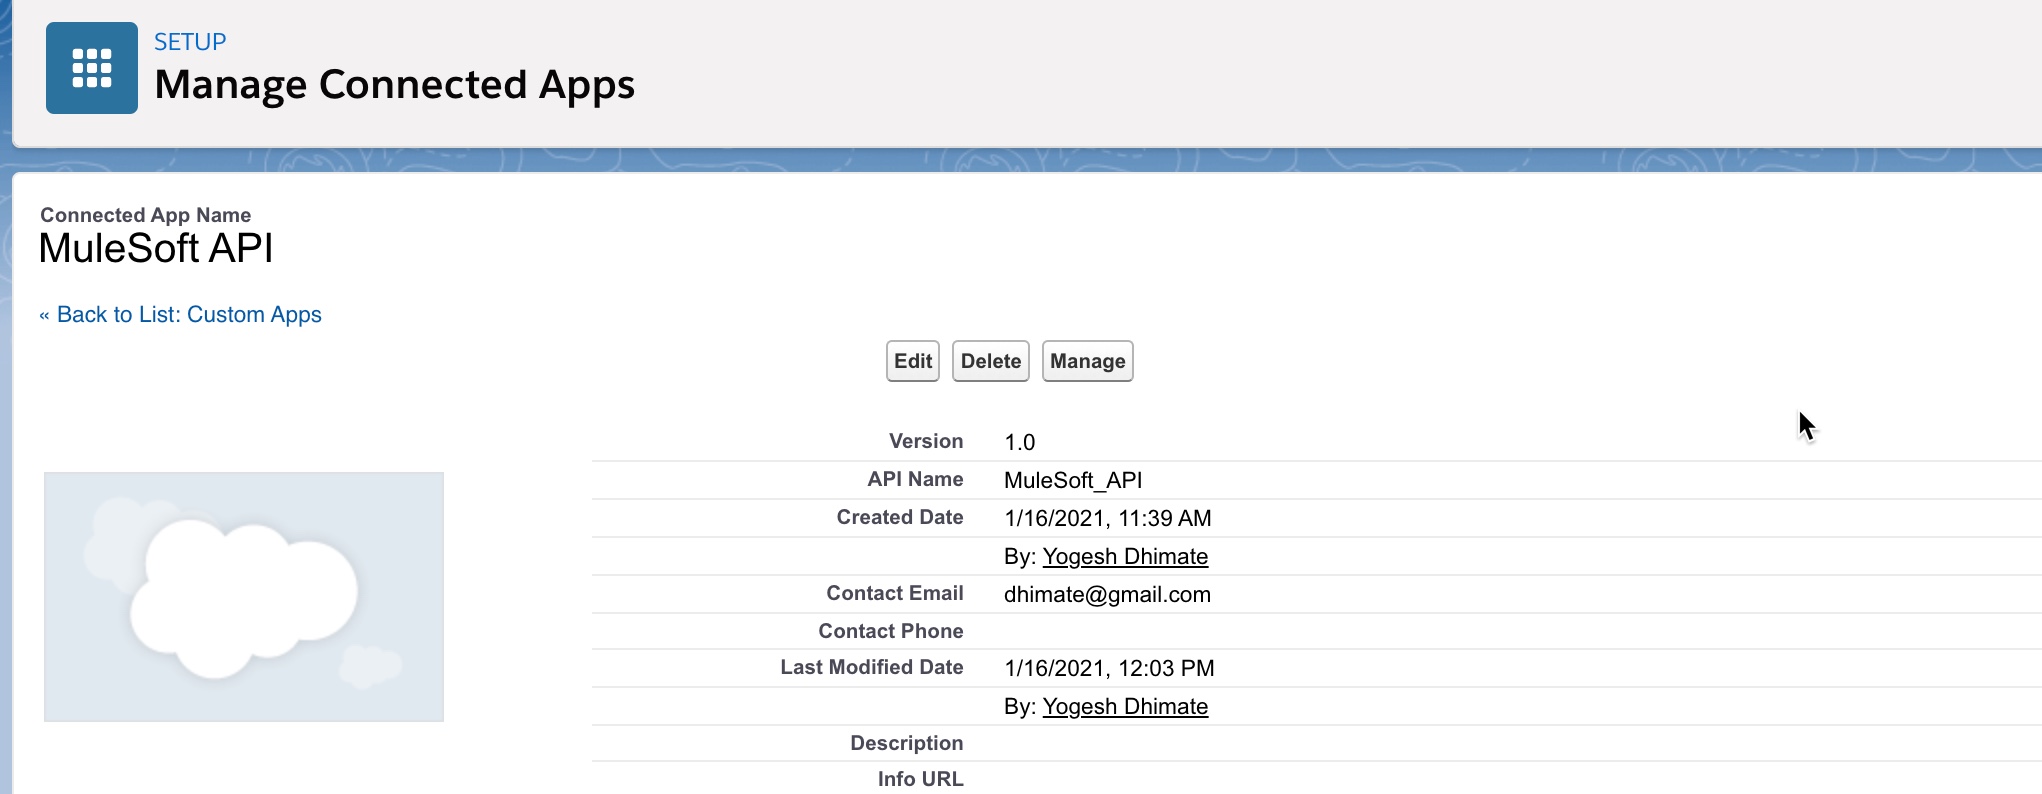 SETUP
Manage Connected Apps
Connected App Name
MuleSoft API
« Back to List: Custom Apps
Edit Delete Manage
Version 1.0
API Name MuleSoft_API
Created Date 1/16/2021, 11:39 AM
By: Yogesh Dhimate
Contact Email dhimate@gmail.com
Contact Phone
Last Modified Date 1/16/2021, 12:03 PM
By: Yogesh Dhimate
Description
Info URL